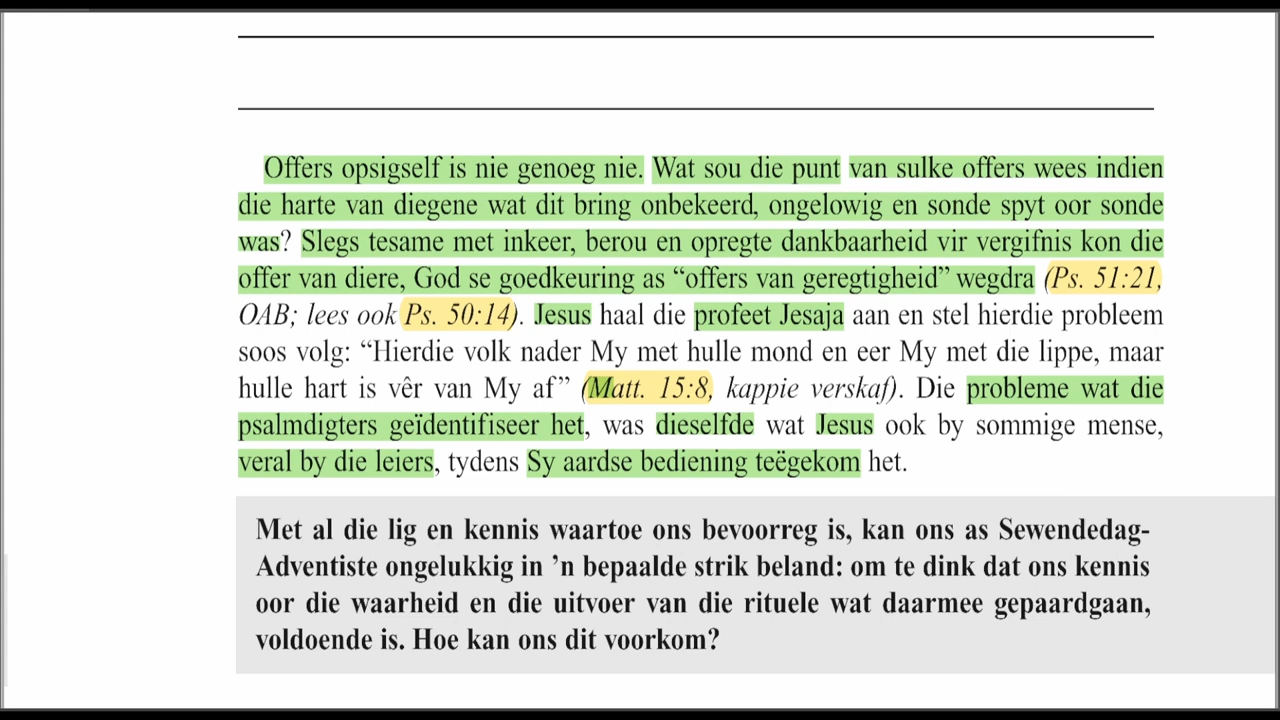 Offers opsigself is nie genoeg nie. Wat sou die punt van sulke offers wees indien
die harte van diegene wat dit bring onbekeerd, ongelowig en sonde spyt oor sonde
was? Slegs tesame met inkeer, berou en opregte dankbaarheid vir vergifnis kon die
offer van diere, God se goedkeuring as “offers van geregtigheid” wegdra (Ps. 51:21,
OAB; lees ook Ps. 50:14). Jesus haal die profeet Jesaja aan en stel hierdie probleem
soos volg: “Hierdie volk nader My met hulle mond en eer My met die lippe, maar
hulle hart is vêr van My af” (Matt. 15:8, kappie verskaf). Die probleme wat die
psalmdigters geïdentifiseer het, was dieselfde wat Jesus ook by sommige mense,
veral by die leiers, tydens Sy aardse bediening teëgekom het.
Met al die lig en kennis waartoe ons bevoorreg is, kan ons as Sewendedag-
Adventiste ongelukkig in ’n bepaalde strik beland: om te dink dat ons kennis
oor die waarheid en die uitvoer van die rituele wat daarmee gepaardgaan,
voldoende is. Hoe kan ons dit voorkom?